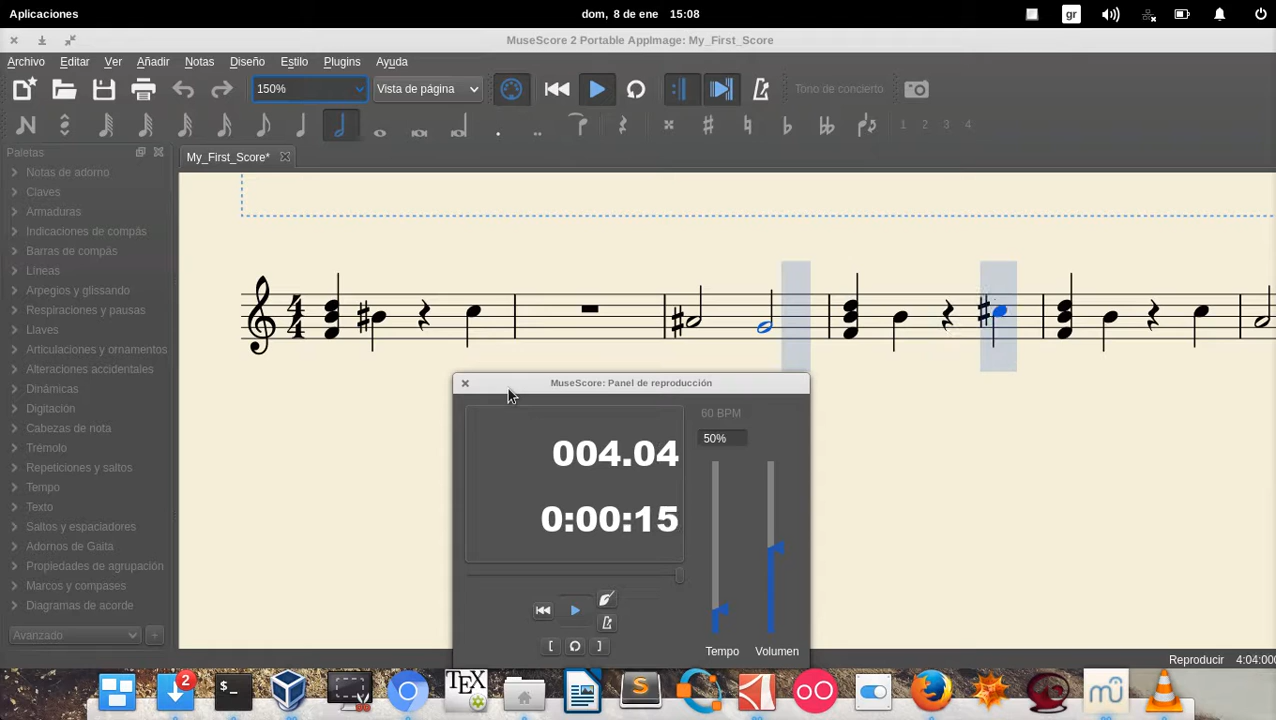 Aplicaciones
dom, 8 de ene 15:08
gr
MuseScore 2 Portable AppImage: My_First_Score
Archivo Editar Ver Añadir Notas Diseño Estilo Plugins Ayuda
150% Vista de página Tono de concierto
1 2 3 4
Paletas
My_First_Score*
Notas de adorno
Claves
Armaduras
Indicaciones de compás
Barras de compás
Líneas
Arpegios y glissando
Respiraciones y pausas
Llaves
Articulaciones y ornamentos
Alteraciones accidentales
Dinámicas
Digitación
Cabezas de nota
Trémolo
Repeticiones y saltos
Tempo
Texto
Saltos y espaciadores
Adornos de Gaita
Propiedades de agrupación
Marcos y compases
Diagramas de acorde
Avanzado +
4
4
MuseScore: Panel de reproducción
60 BPM
50%
004.04
0:00:15
Tempo Volumen
Reproducir 4:04:000
2
TEX
S
mu